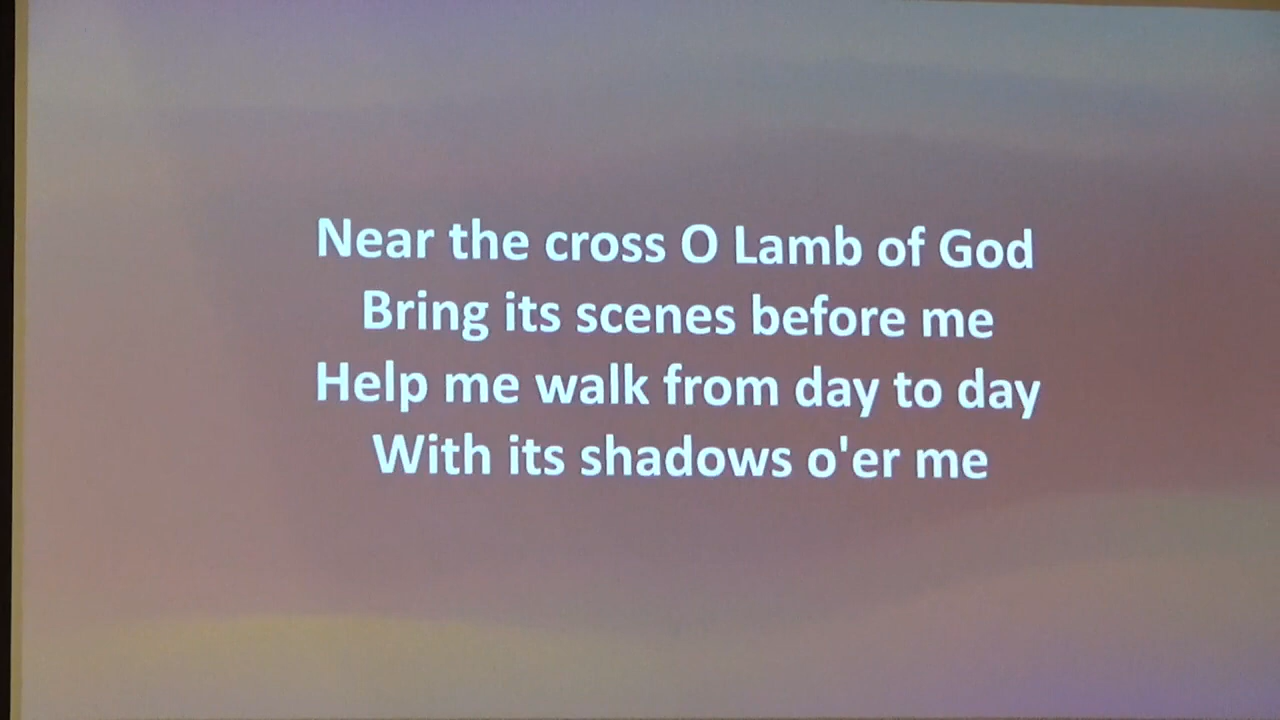 Near the cross O Lamb of God
Bring its scenes before me
Help me walk from day to day
With its shadows o'er me